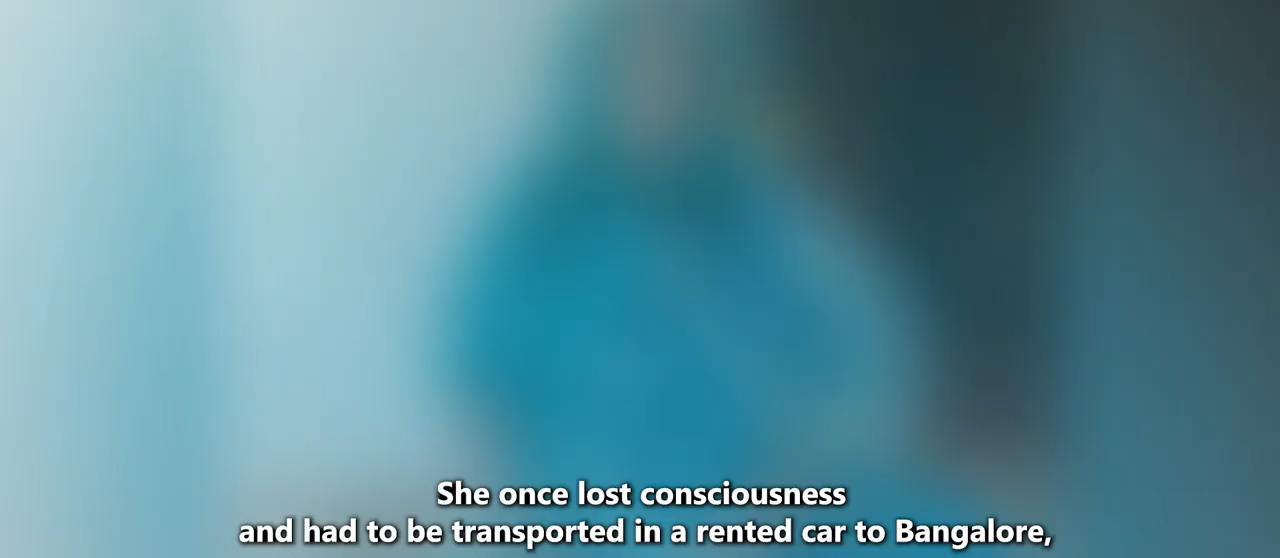 She once lost consciousness
and had to be transported in a rented car to Bangalore,